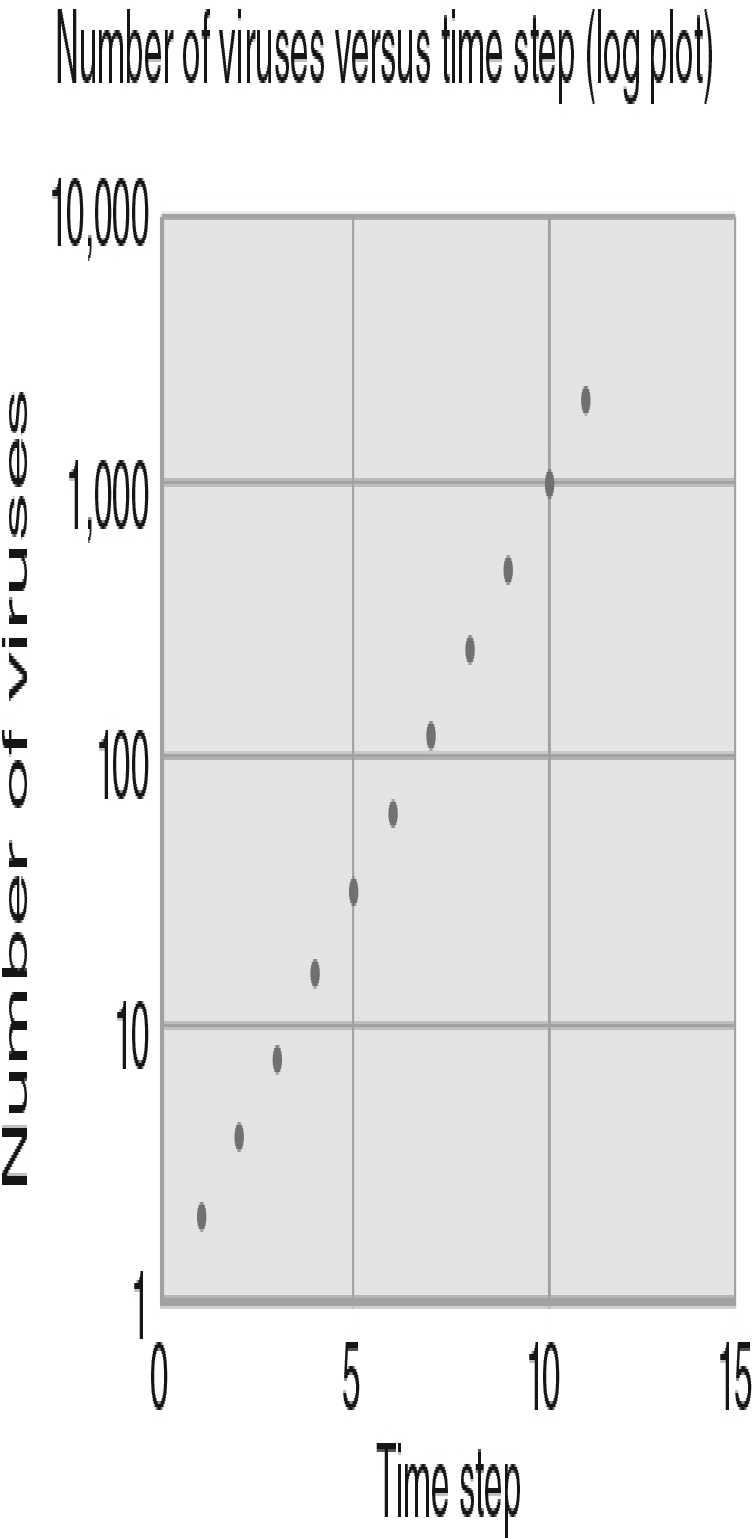 Number of viruses versus time step (log plot)
10,000
1,000
100
10
1
Number of viruses
0 5 10 15
Time step